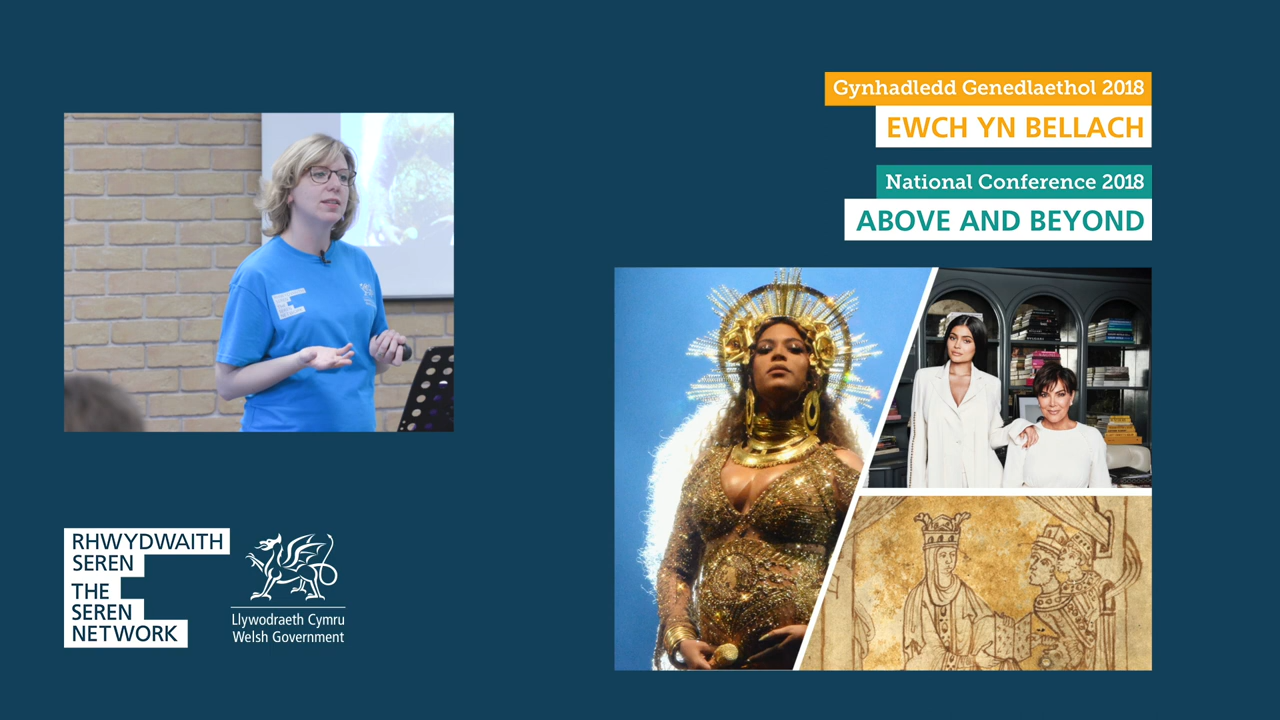 Gynhadledd Genedlaethol 2018
EWCH YN BELLACH
National Conference 2018
ABOVE AND BEYOND
RHWYDWAITH
SEREN
THE
SEREN
NETWORK
Llywodraeth Cymru
Welsh Government